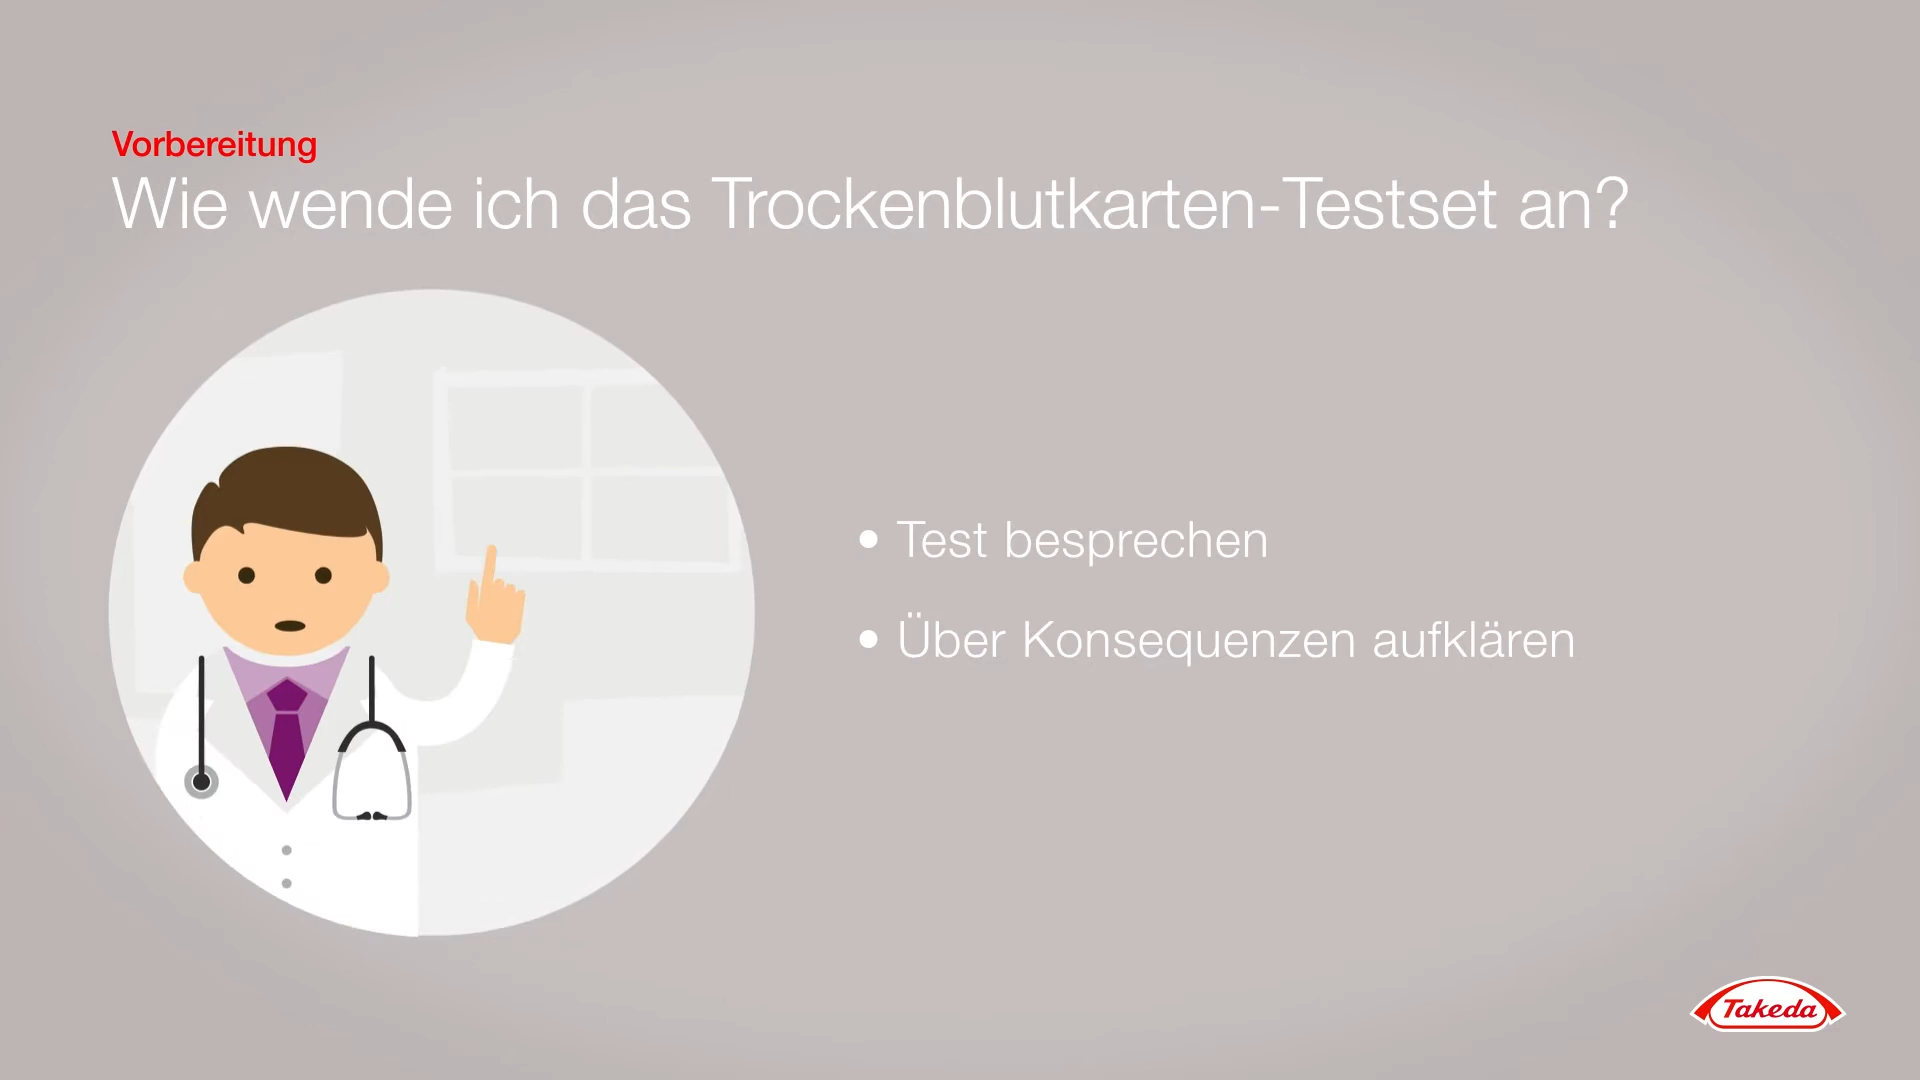 Vorbereitung
Wie wende ich das Trockenblutkarten-Testset an?
• Test besprechen
• Über Konsequenzen aufklären
Takeda